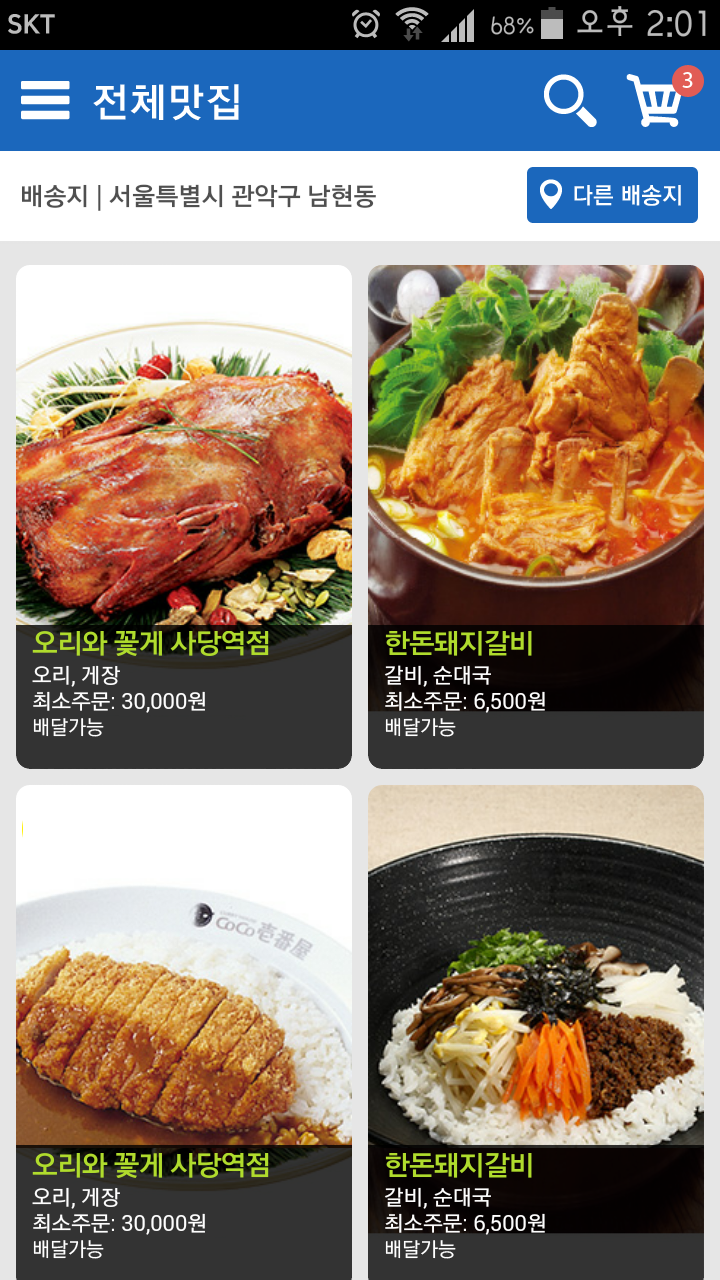 SKT 68% 오후 2:01
전체맛집 3
배송지 | 서울특별시 관악구 남현동 다른 배송지
오리와 꽃게 사당역점
오리, 게장
최소주문: 30,000원
배달가능
한돈돼지갈비
갈비, 순대국
최소주문: 6,500원
배달가능
CoCo壱番屋
오리와 꽃게 사당역점
오리, 게장
최소주문: 30,000원
배달가능
한돈돼지갈비
갈비, 순대국
최소주문: 6,500원
배달가능